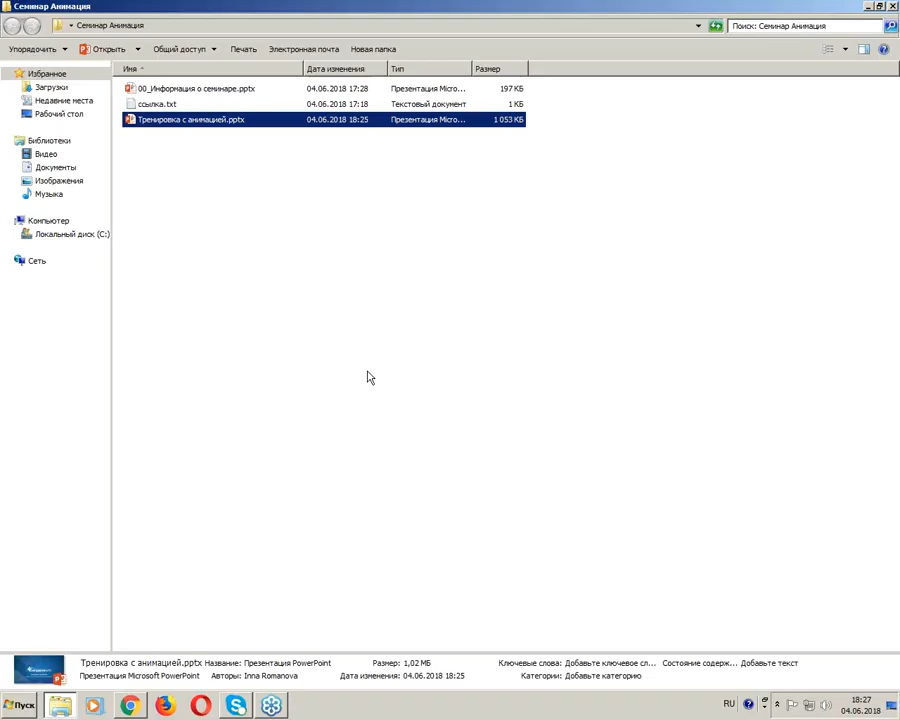 Семинар Анимация
Семинар Анимация
Поиск: Семинар Анимация
Упорядочить Открыть Общий доступ Печать Электронная почта Новая папка
Имя Дата изменения Тип Размер
00_Информация о семинаре.pptx 04.06.2018 17:28 Презентация Micro... 197 КБ
ссылка.txt 04.06.2018 17:18 Текстовый документ 1 КБ
Тренировка с анимацией.pptx 04.06.2018 18:25 Презентация Micro... 1 053 КБ
Избранное
Загрузки
Недавние места
Рабочий стол
Библиотеки
Видео
Документы
Изображения
Музыка
Компьютер
Локальный диск (C:)
Сеть
Тренировка с анимацией.pptx Название: Презентация PowerPoint Размер: 1,02 МБ Ключевые слова: Добавьте ключевое сл... Состояние содерж... Добавьте текст
Презентация Microsoft PowerPoint Авторы: Inna Romanova Дата изменения: 04.06.2018 18:25 Категории: Добавьте категорию
Пуск
RU
18:27
04.06.2018